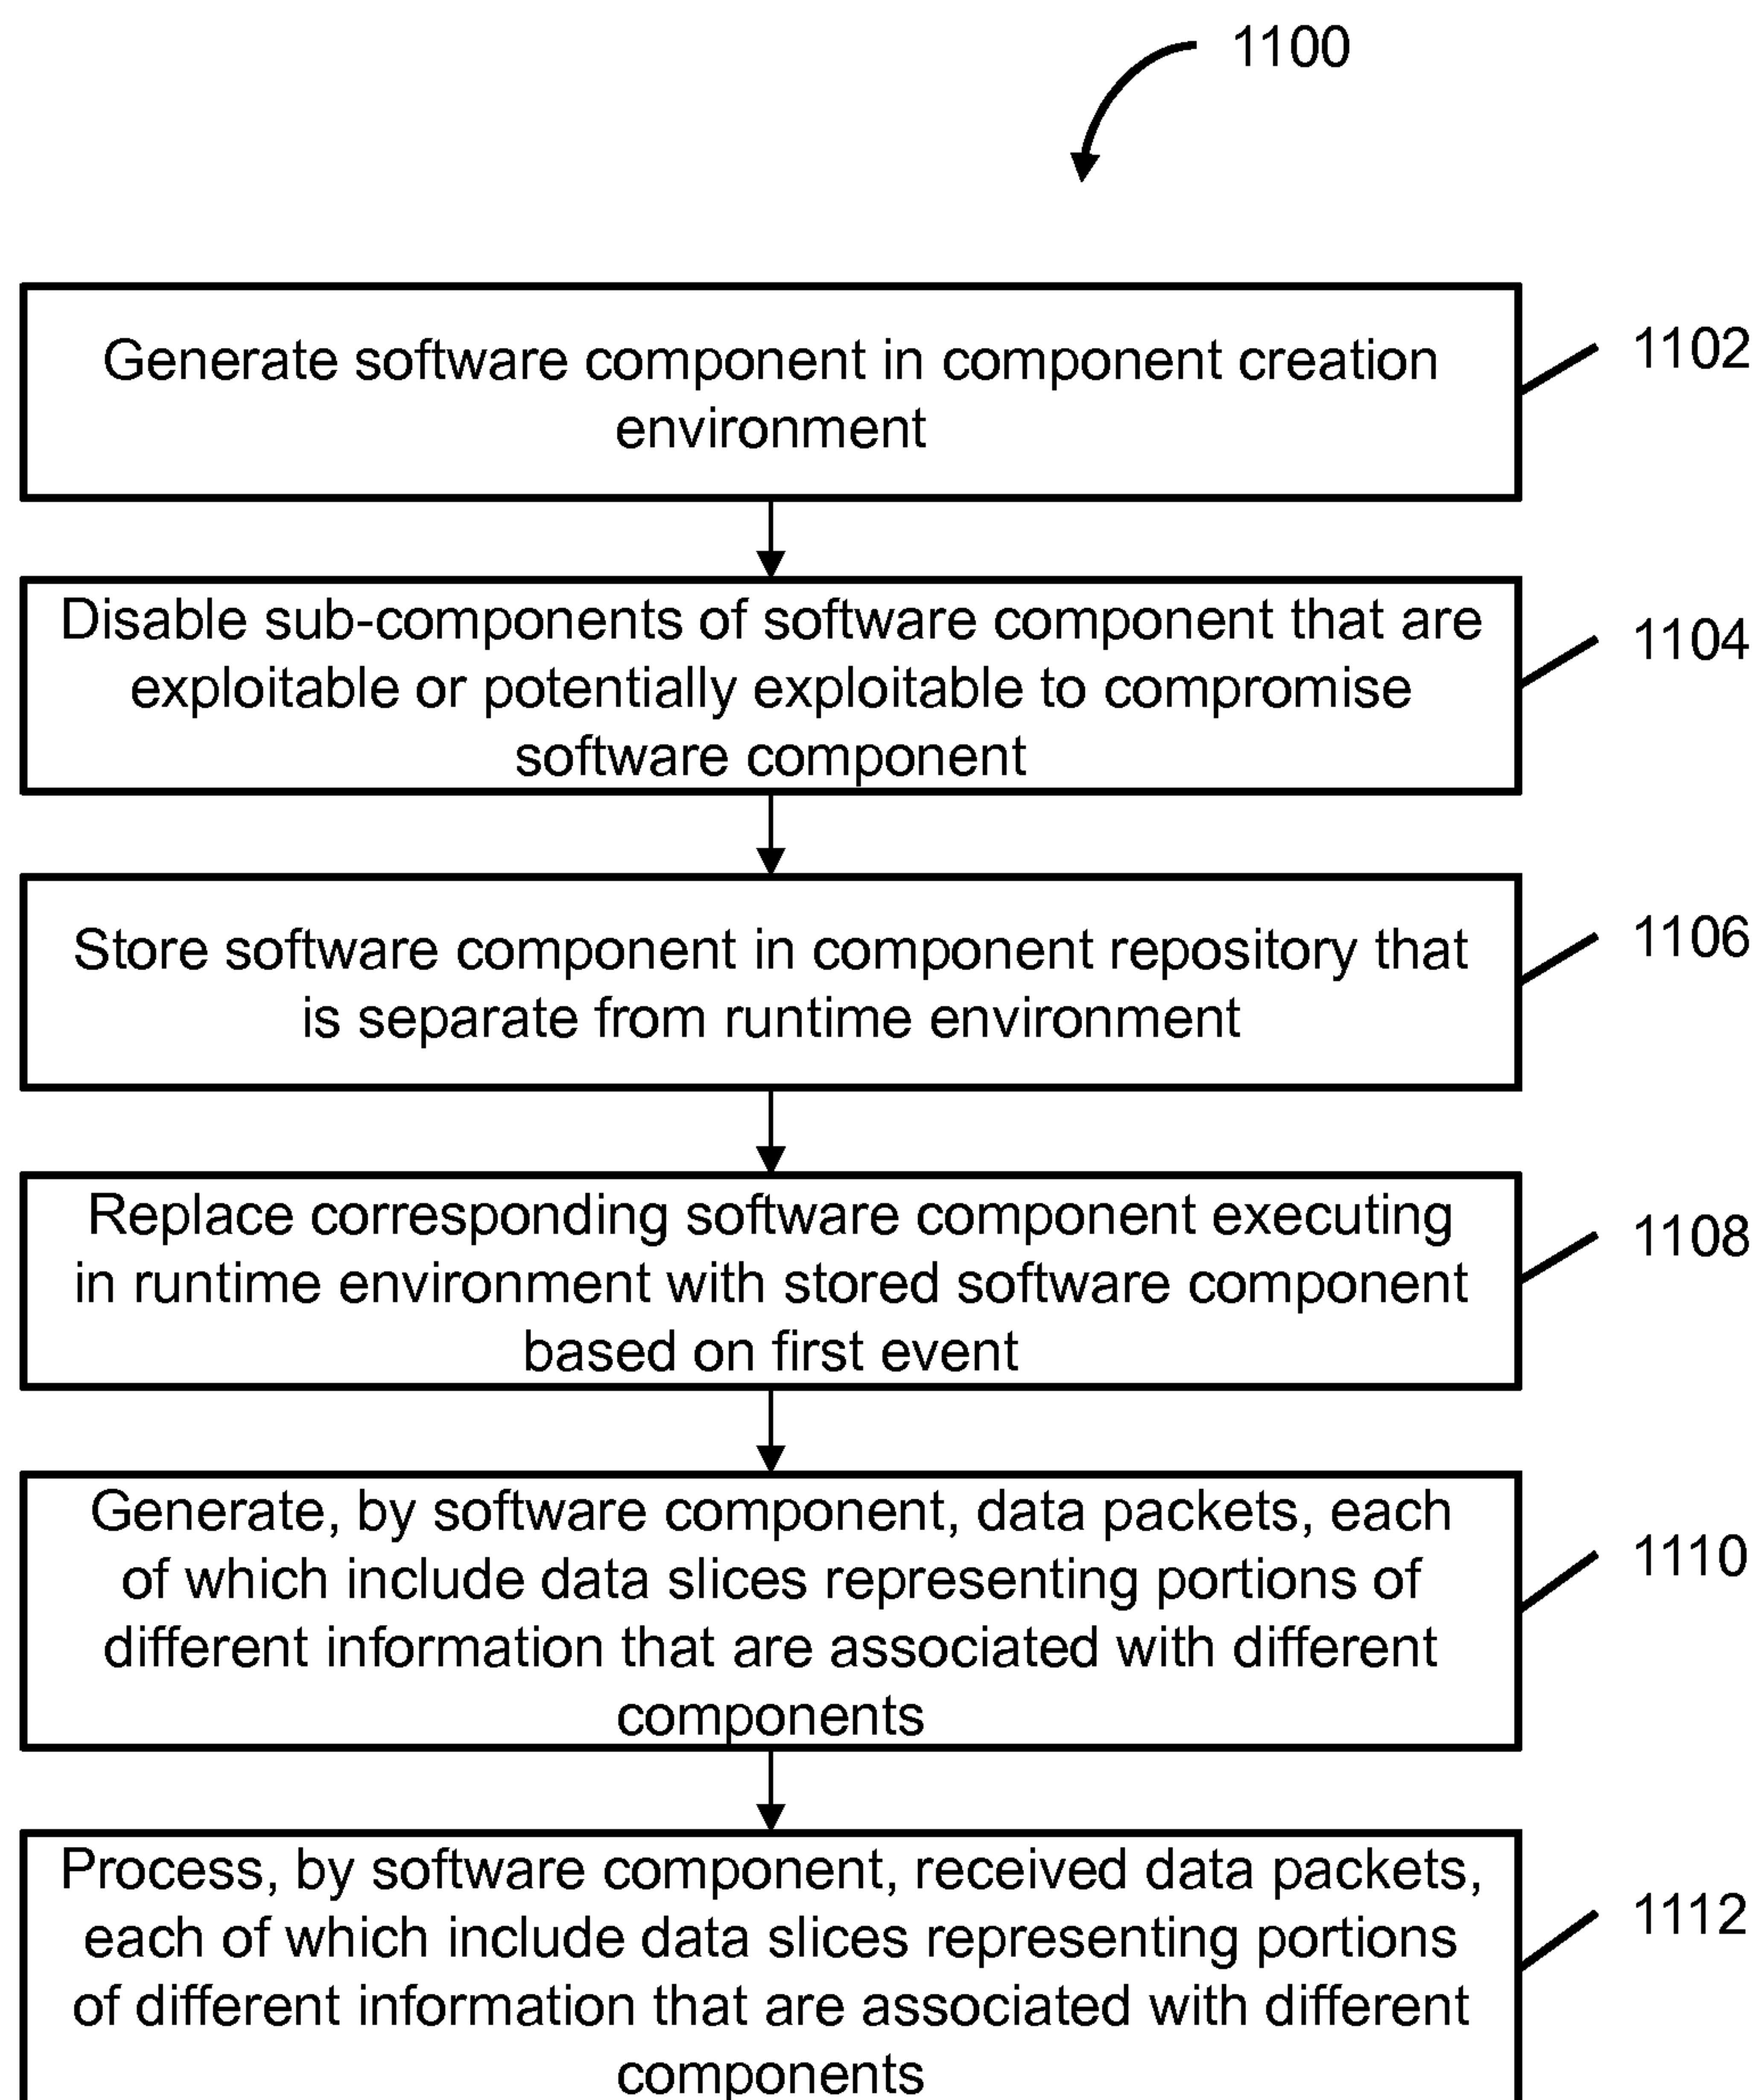 1100
Generate software component in component creation
environment
1102
Disable sub-components of software component that are
exploitable or potentially exploitable to compromise
software component
1104
Store software component in component repository that
is separate from runtime environment
1106
Replace corresponding software component executing
in runtime environment with stored software component
based on first event
1108
Generate, by software component, data packets, each
of which include data slices representing portions of
different information that are associated with different
components
1110
Process, by software component, received data packets,
each of which include data slices representing portions
of different information that are associated with different
components
1112